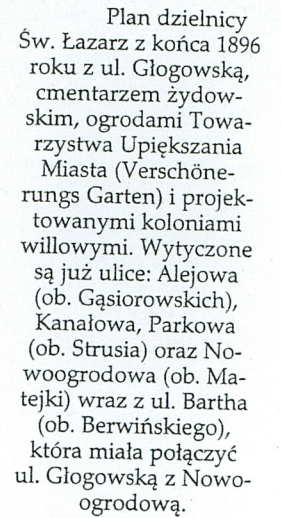 Plan dzielnicy
Św. Łazarz z końca 1896
roku z ul. Głogowską,
cmentarzem żydow-
skim, ogrodami Towa-
rzystwa Upiększania
Miasta (Verschöne-
rungs Garten) i projek-
towanymi koloniami
willowymi. Wytyczone
są już ulice: Alejowa
(ob. Gąsiorowskich),
Kanałowa, Parkowa
(ob. Strusia) oraz No-
woogrodowa (ob. Ma-
tejki) wraz z ul. Bartha
(ob. Berwińskiego),
która miała połączyć
ul. Głogowską z Nowo-
ogrodową.